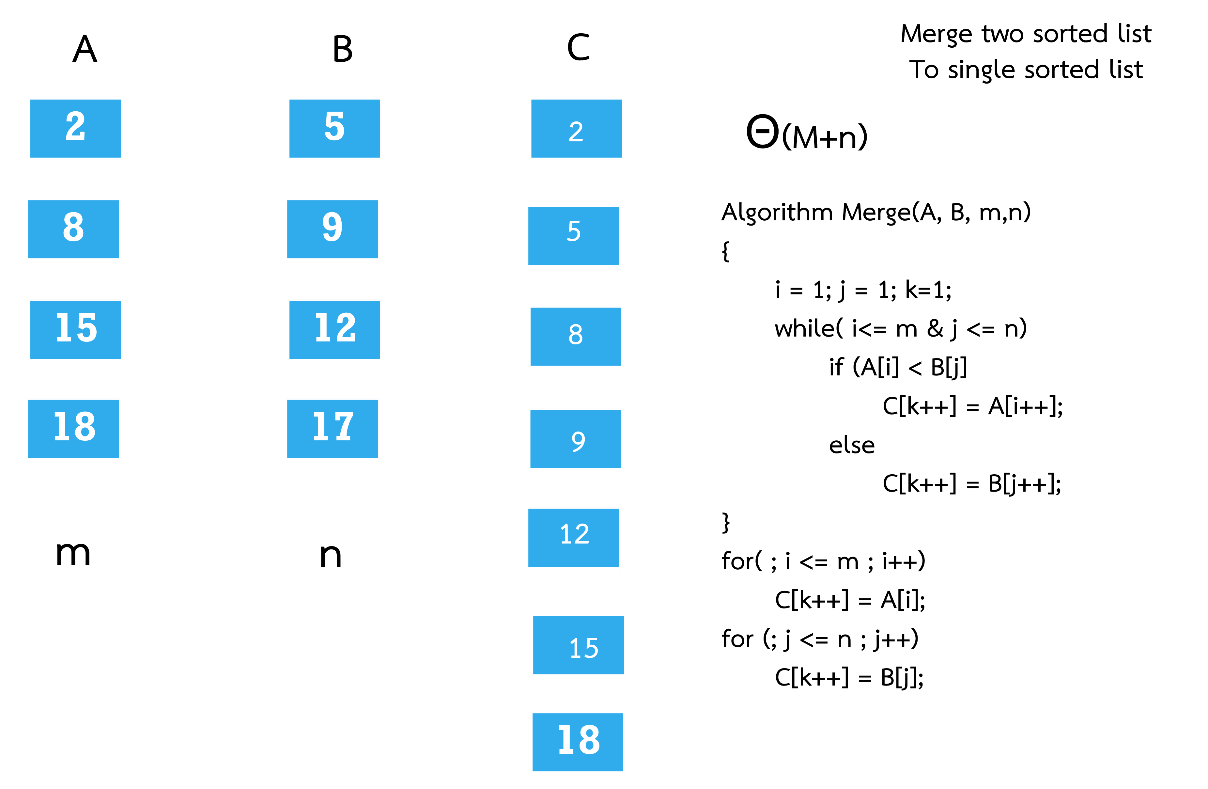 A
B
C
Merge two sorted list
To single sorted list
2
5
2
Θ(M+n)
8
9
5
15
12
8
18
17
9
m
n
12
15
18
Algorithm Merge(A, B, m,n)
{
i = 1; j = 1; k=1;
while( i<= m & j <= n)
if (A[i] < B[j]
C[k++] = A[i++];
else
C[k++] = B[j++];
}
for( ; i <= m ; i++)
C[k++] = A[i];
for (; j <= n ; j++)
C[k++] = B[j];